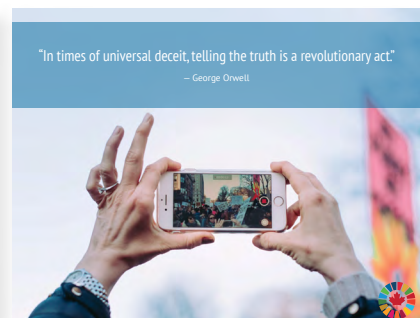 “In times of universal deceit, telling the truth is a revolutionary act.”
— George Orwell